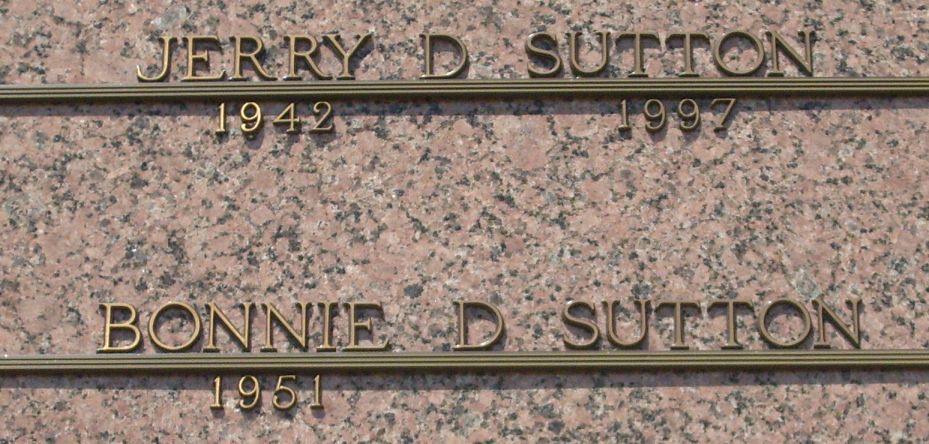 JERRY D SUTTON
1942 1997
BONNIE D SUTTON
1951